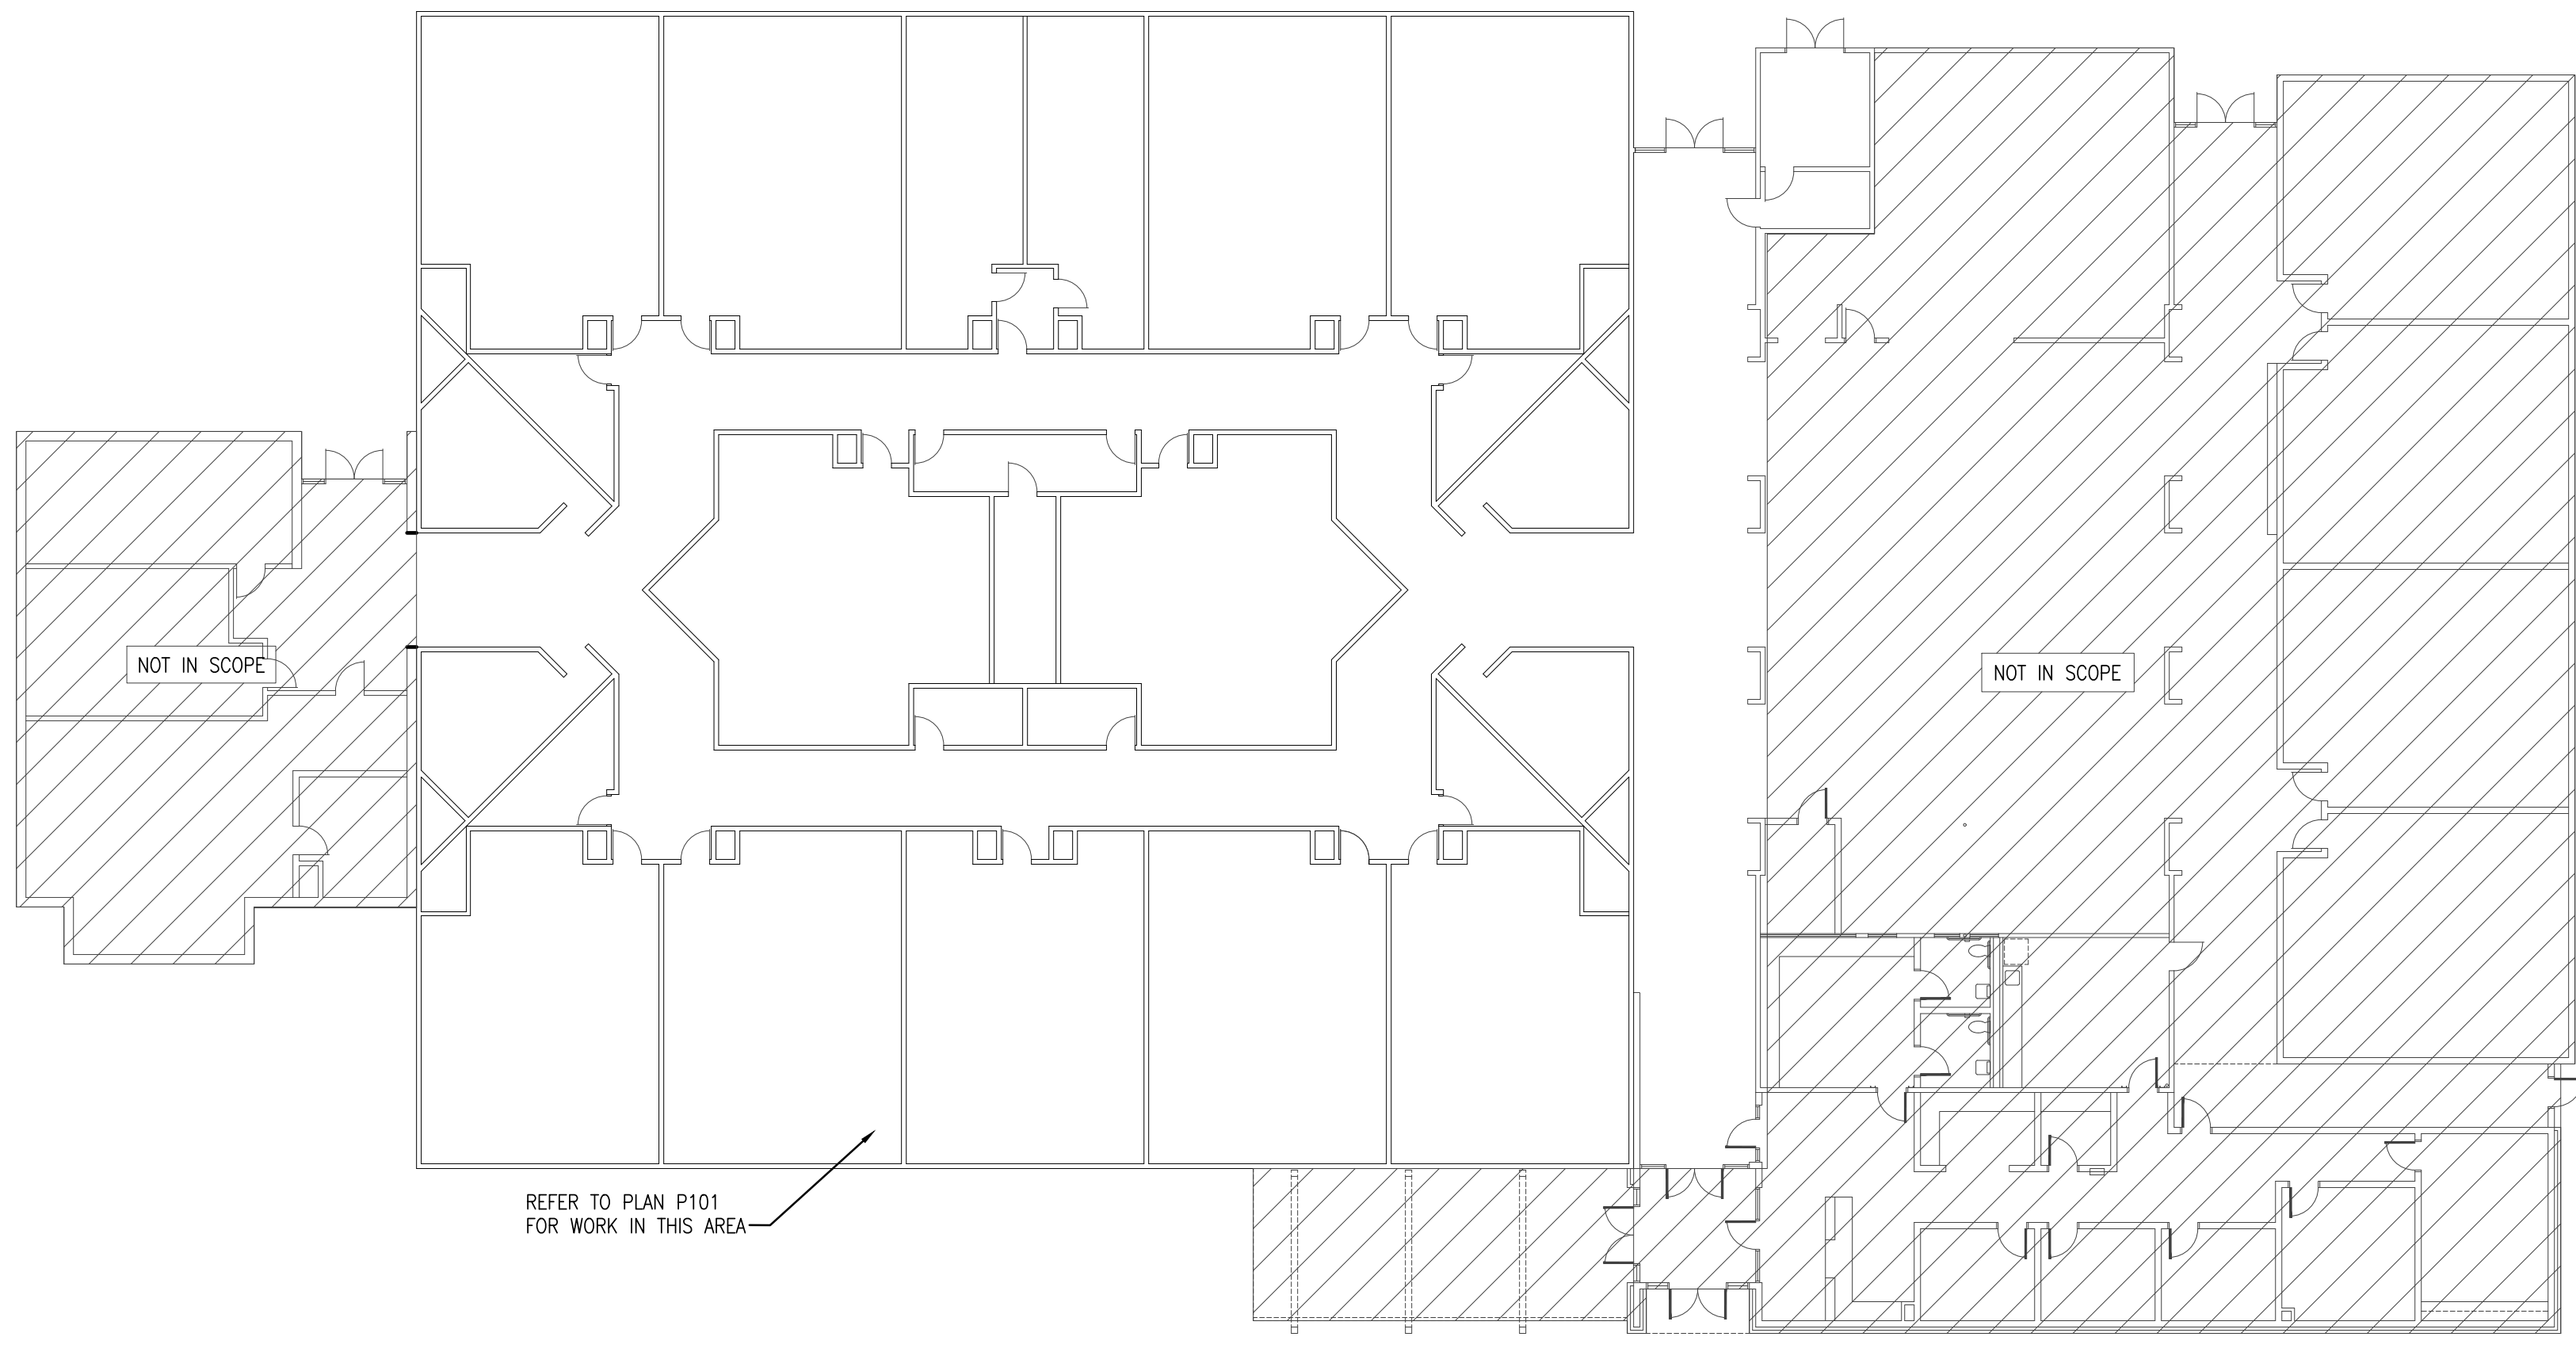 NOT IN SCOPE
NOT IN SCOPE
REFER TO PLAN P101
FOR WORK IN THIS AREA